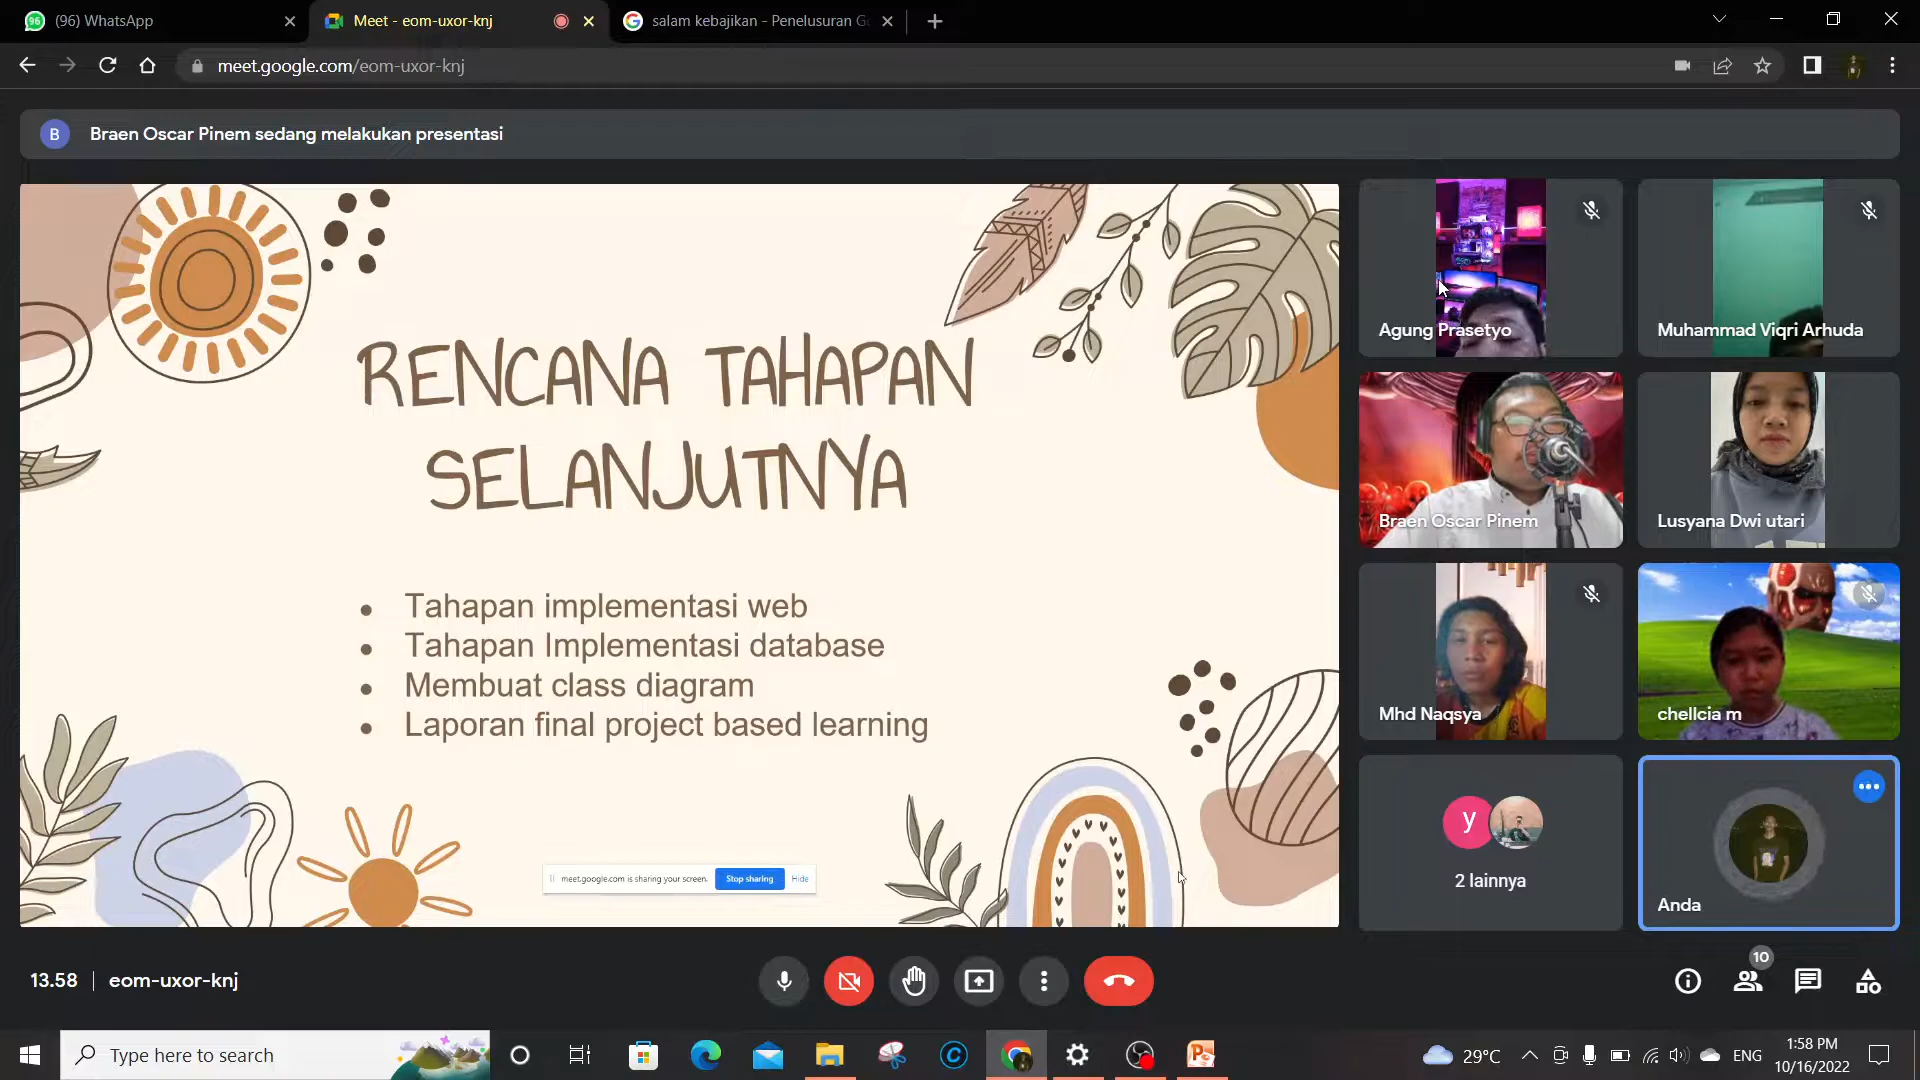 (96) WhatsApp
Meet - eom-uxor-knj
salam kebajikan - Penelusuran G
meet.google.com/eom-uxor-knj
B
Braen Oscar Pinem sedang melakukan presentasi
RENCANA TAHAPAN
SELANJUTNYA
Tahapan implementasi web
Tahapan Implementasi database
Membuat class diagram
Laporan final project based learning
meet.google.com is sharing your screen.
Stop sharing
Hide
Agung Prasetyo
Muhammad Viqri Arhuda
Braen Oscar Pinem
Lusyana Dwi utari
Mhd Naqsya
chellcia m
y
2 lainnya
Anda
13.58
eom-uxor-knj
10
Type here to search
29°C
ENG
1:58 PM
10/16/2022